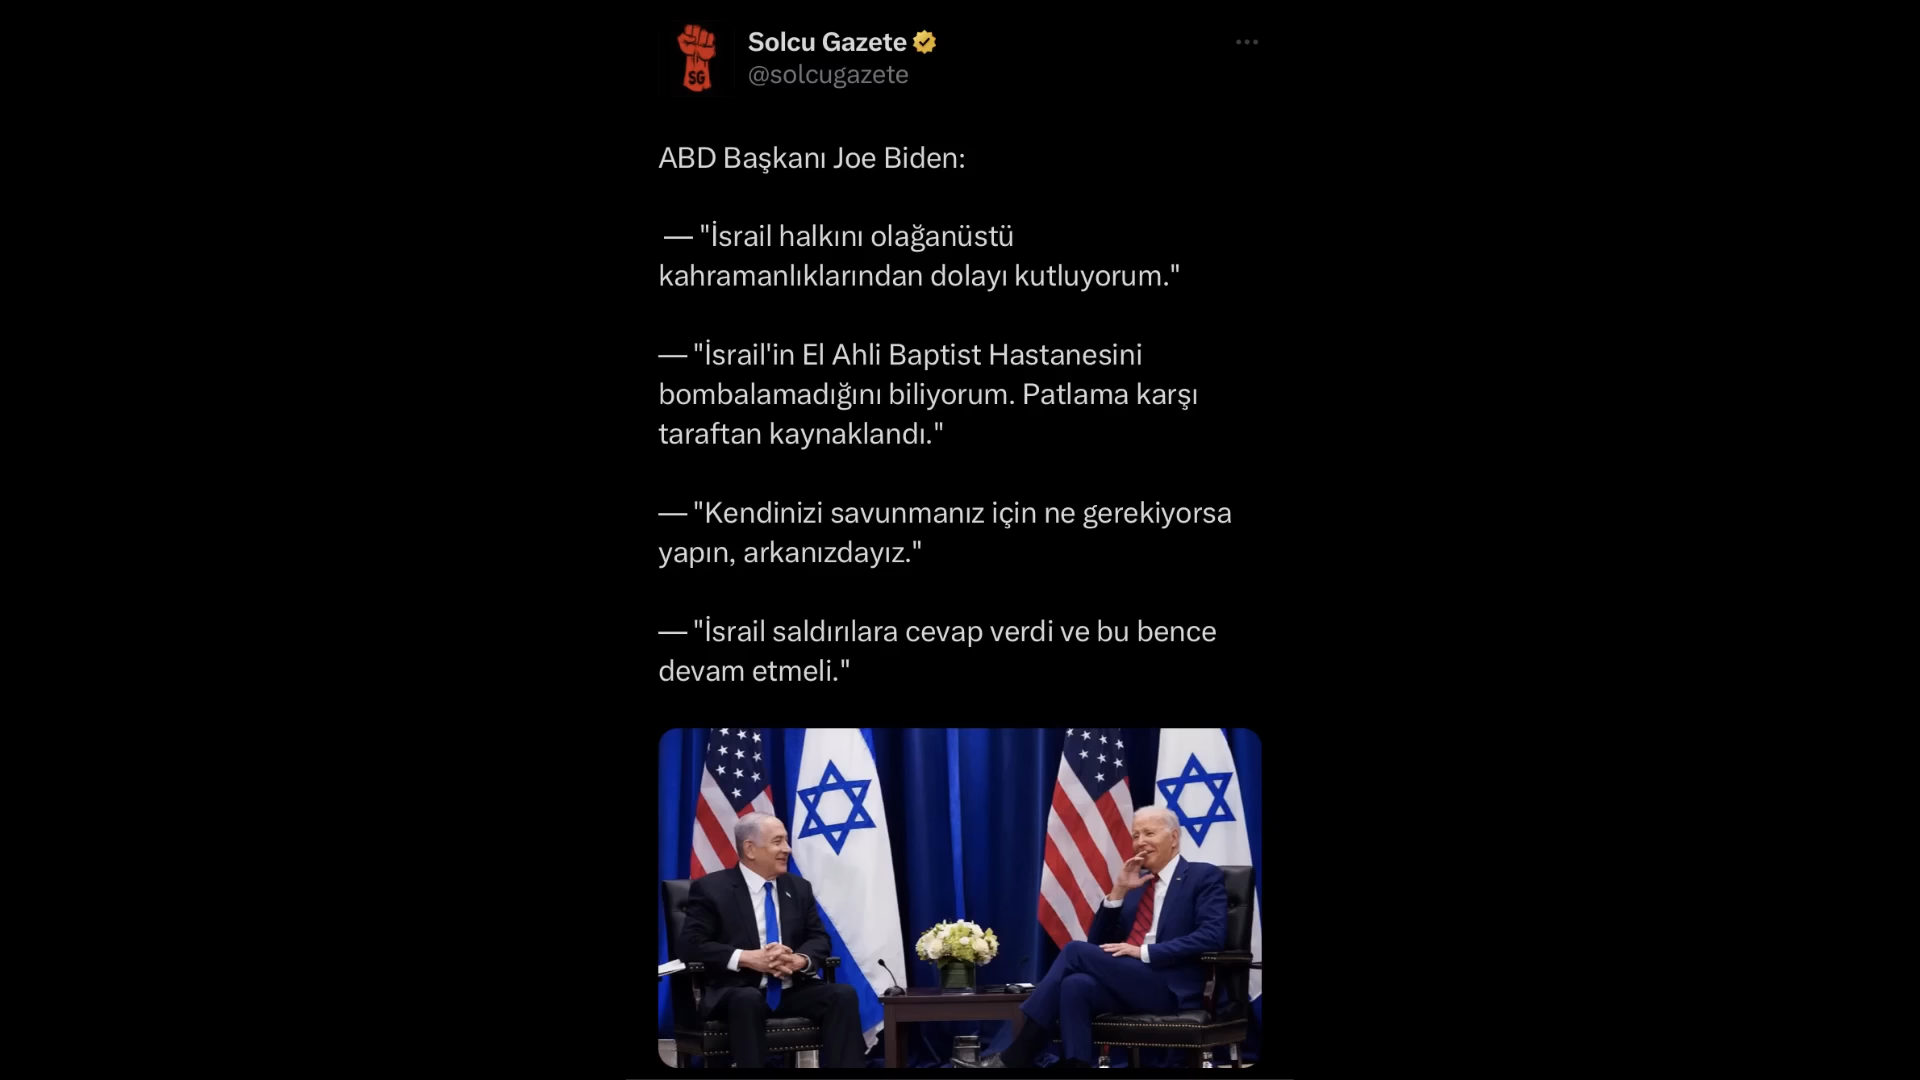 Solcu Gazete
@solcugazete
SG
ABD Başkanı Joe Biden:
— "İsrail halkını olağanüstü
kahramanlıklarından dolayı kutluyorum."
— "İsrail'in El Ahli Baptist Hastanesini
bombalamadığını biliyorum. Patlama karşı
taraftan kaynaklandı."
— "Kendinizi savunmanız için ne gerekiyorsa
yapın, arkanızdayız."
— "İsrail saldırılara cevap verdi ve bu bence
devam etmeli."